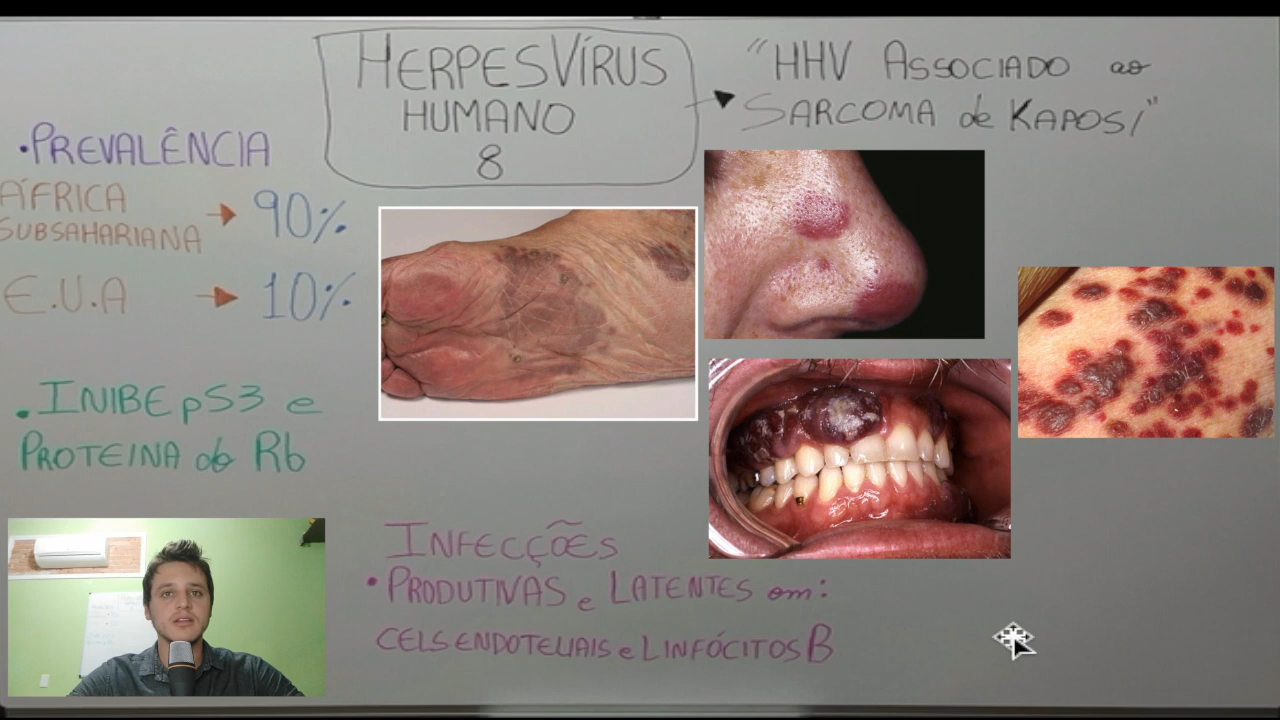 HERPESVÍRUS
HUMANO
8
"HHV ASSOCIADO ao
SARCOMA de KAPOSI"
• PREVALÊNCIA
ÁFRICA
SUBSAHARIANA → 90%
E.U.A → 10%
• INIBE p53 e
PROTEINA do Rb
INFECÇÕES
• PRODUTIVAS e LATENTES em:
CELS ENDOTELIAIS e LINFÓCITOS B